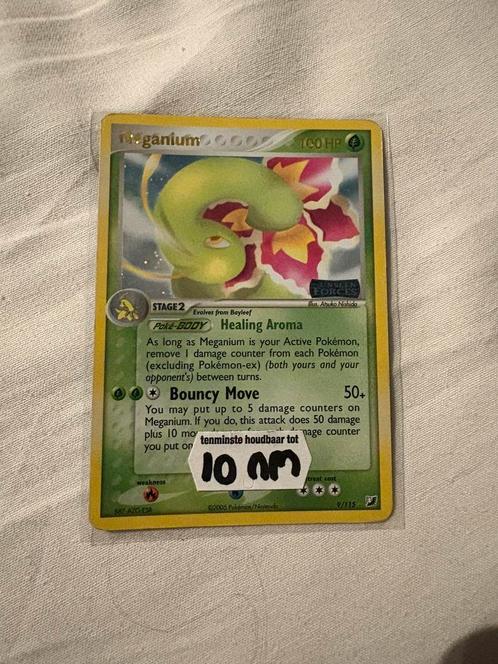 Meganium 100 HP
UNSEEN
FORCES
Illus. Atsuko Nishida
STAGE 2
Evolves from Bayleef
Poké-BODY Healing Aroma
As long as Meganium is your Active Pokémon,
remove 1 damage counter from each Pokémon
(excluding Pokémon-ex) (both yours and your
opponent's) between turns.
Bouncy Move 50+
You may put up to 5 damage counters on
Meganium. If you do, this attack does 50 damage
plus 10 damage counter
you put on
tenminste houdbaar tot
10 nm
weakness
retreat cost
©2005 Pokémon/Nintendo
9/115